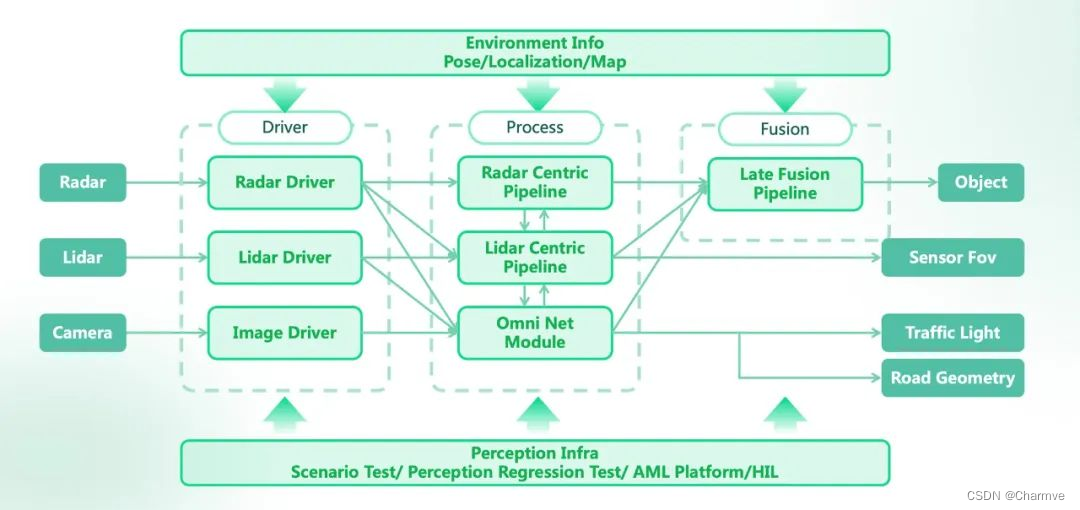 Environment Info
Pose/Localization/Map
Driver
Process
Fusion
Radar
Radar Driver
Radar Centric
Pipeline
Late Fusion
Pipeline
Object
Lidar
Lidar Driver
Lidar Centric
Pipeline
Sensor Fov
Camera
Image Driver
Omni Net
Module
Traffic Light
Road Geometry
Perception Infra
Scenario Test/ Perception Regression Test/ AML Platform/HIL
CSDN @Charmve